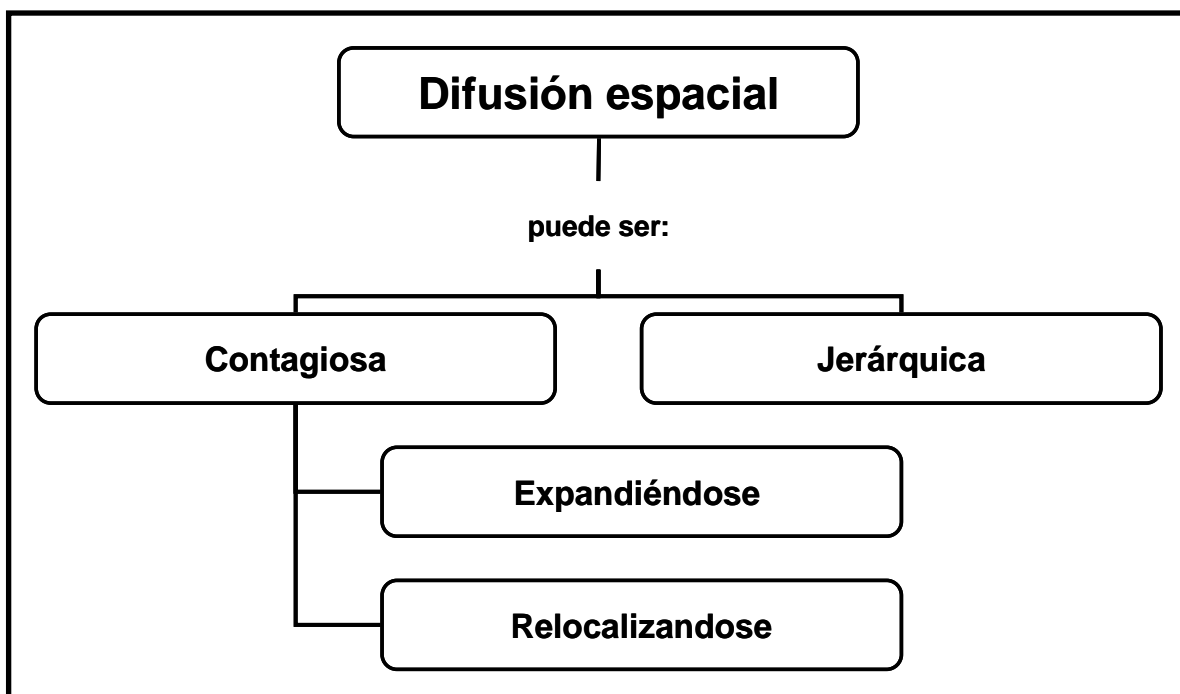 Difusión espacial
puede ser:
Contagiosa
Jerárquica
Expandiéndose
Relocalizandose